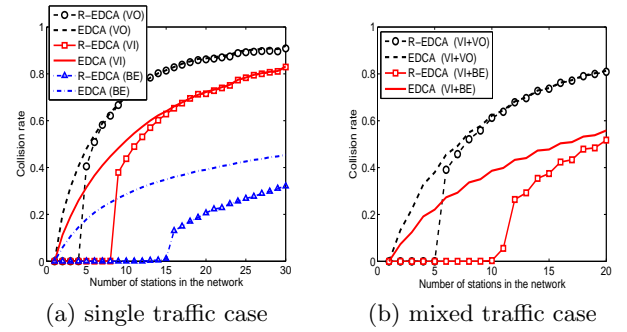 R−EDCA (VO)
EDCA (VO)
R−EDCA (VI)
EDCA (VI)
R−EDCA (BE)
EDCA (BE)
Collision rate
1
0.8
0.6
0.4
0.2
0
0 5 10 15 20 25 30
Number of stations in the network
(a) single traffic case
R−EDCA (VI+VO)
EDCA (VI+VO)
R−EDCA (VI+BE)
EDCA (VI+BE)
Collision rate
1
0.8
0.6
0.4
0.2
0
0 5 10 15 20
Number of stations in the network
(b) mixed traffic case